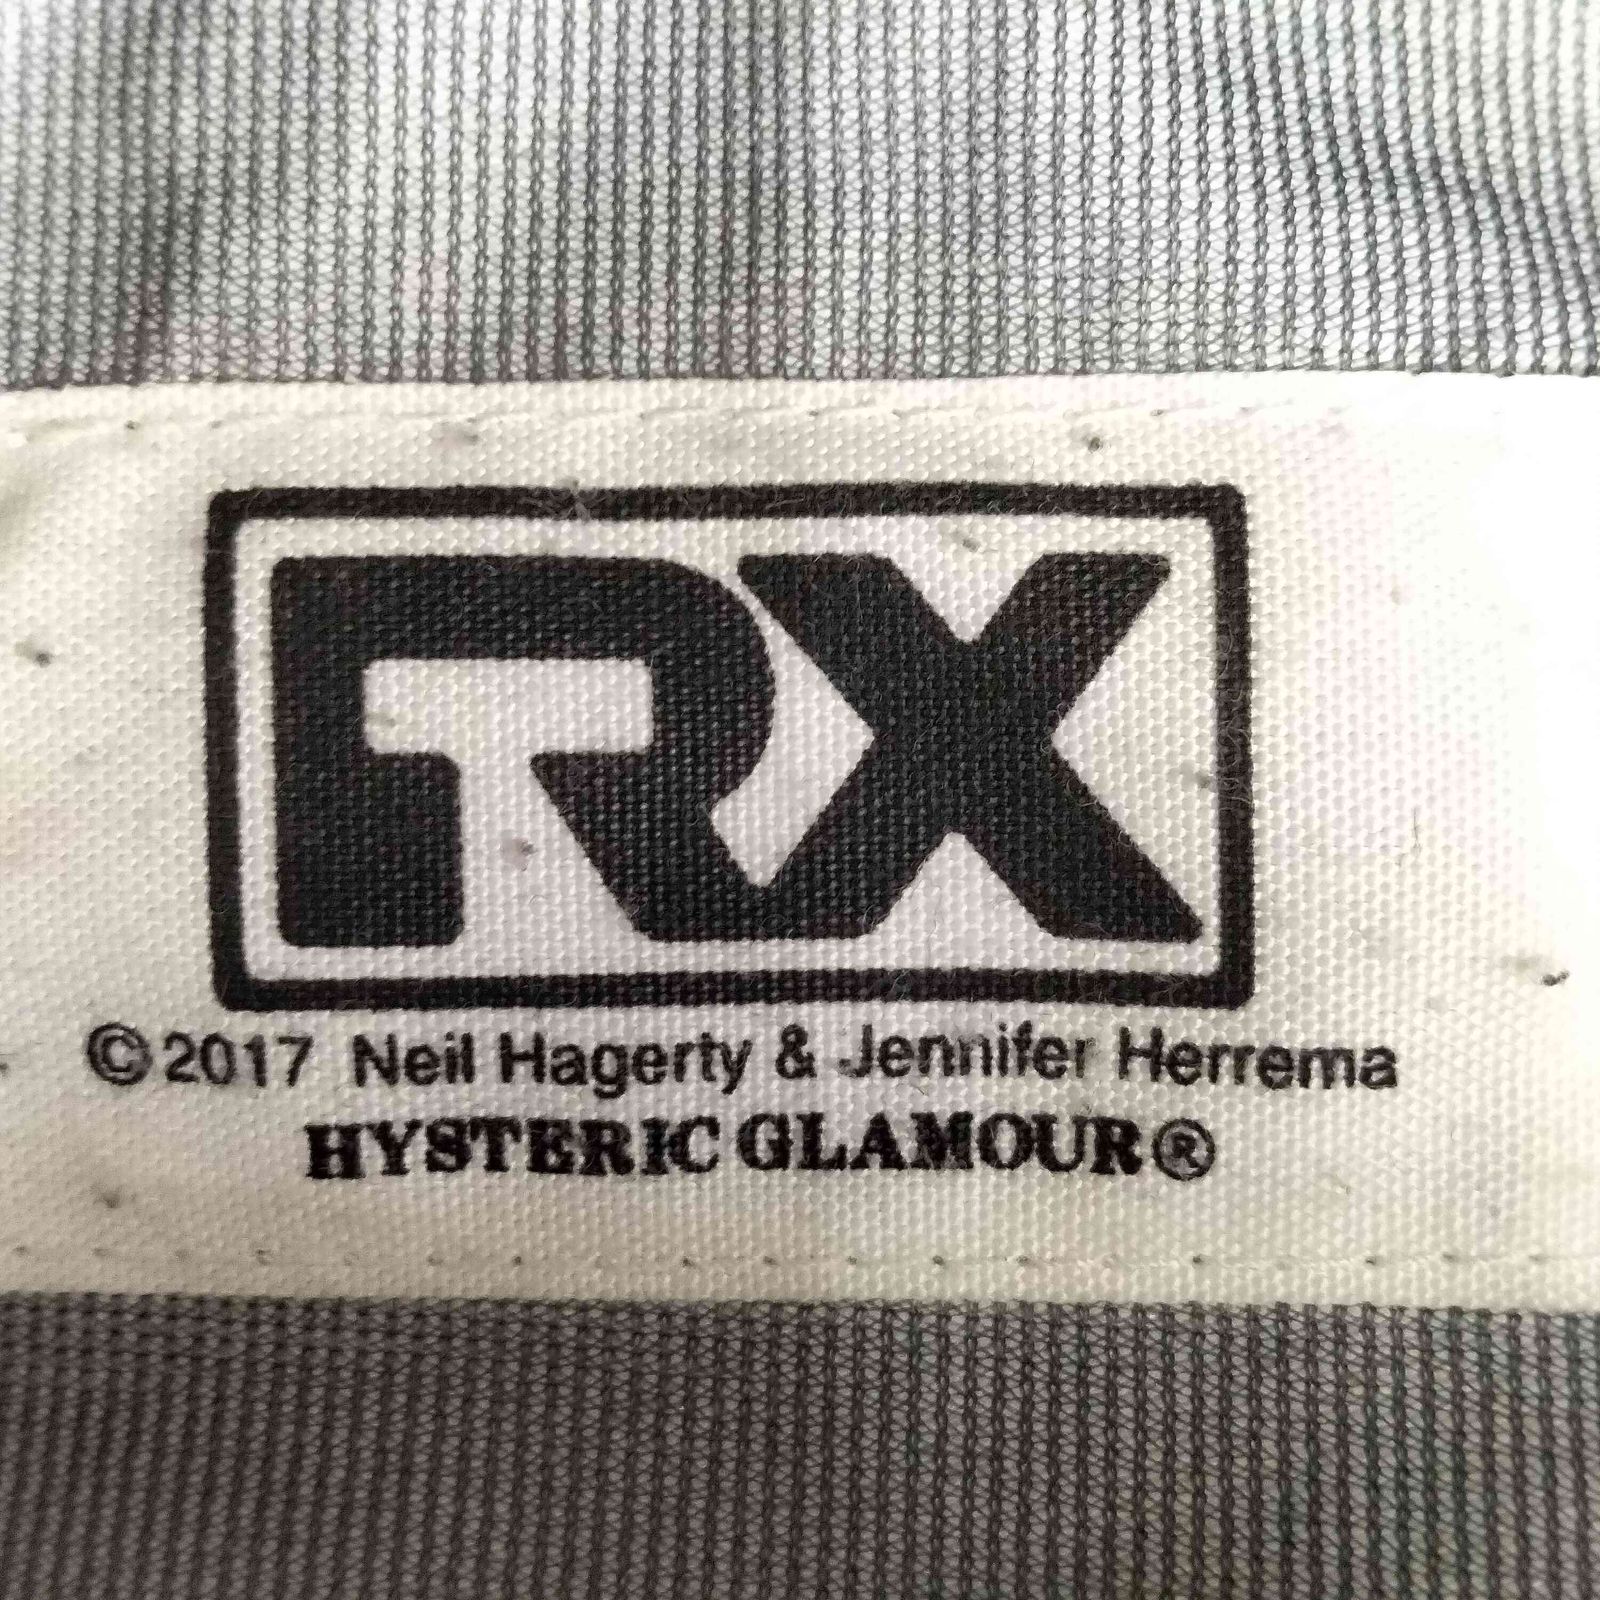 RX
©2017 Neil Hagerty & Jennifer Herrema
HYSTERIC GLAMOUR®